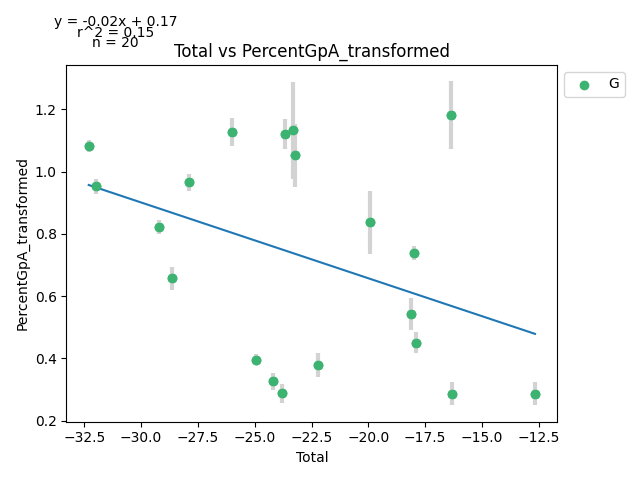 y = -0.02x + 0.17
r^2 = 0.15
n = 20
Total vs PercentGpA_transformed
G
PercentGpA_transformed
1.2
1.0
0.8
0.6
0.4
0.2
−32.5 −30.0 −27.5 −25.0 −22.5 −20.0 −17.5 −15.0 −12.5
Total